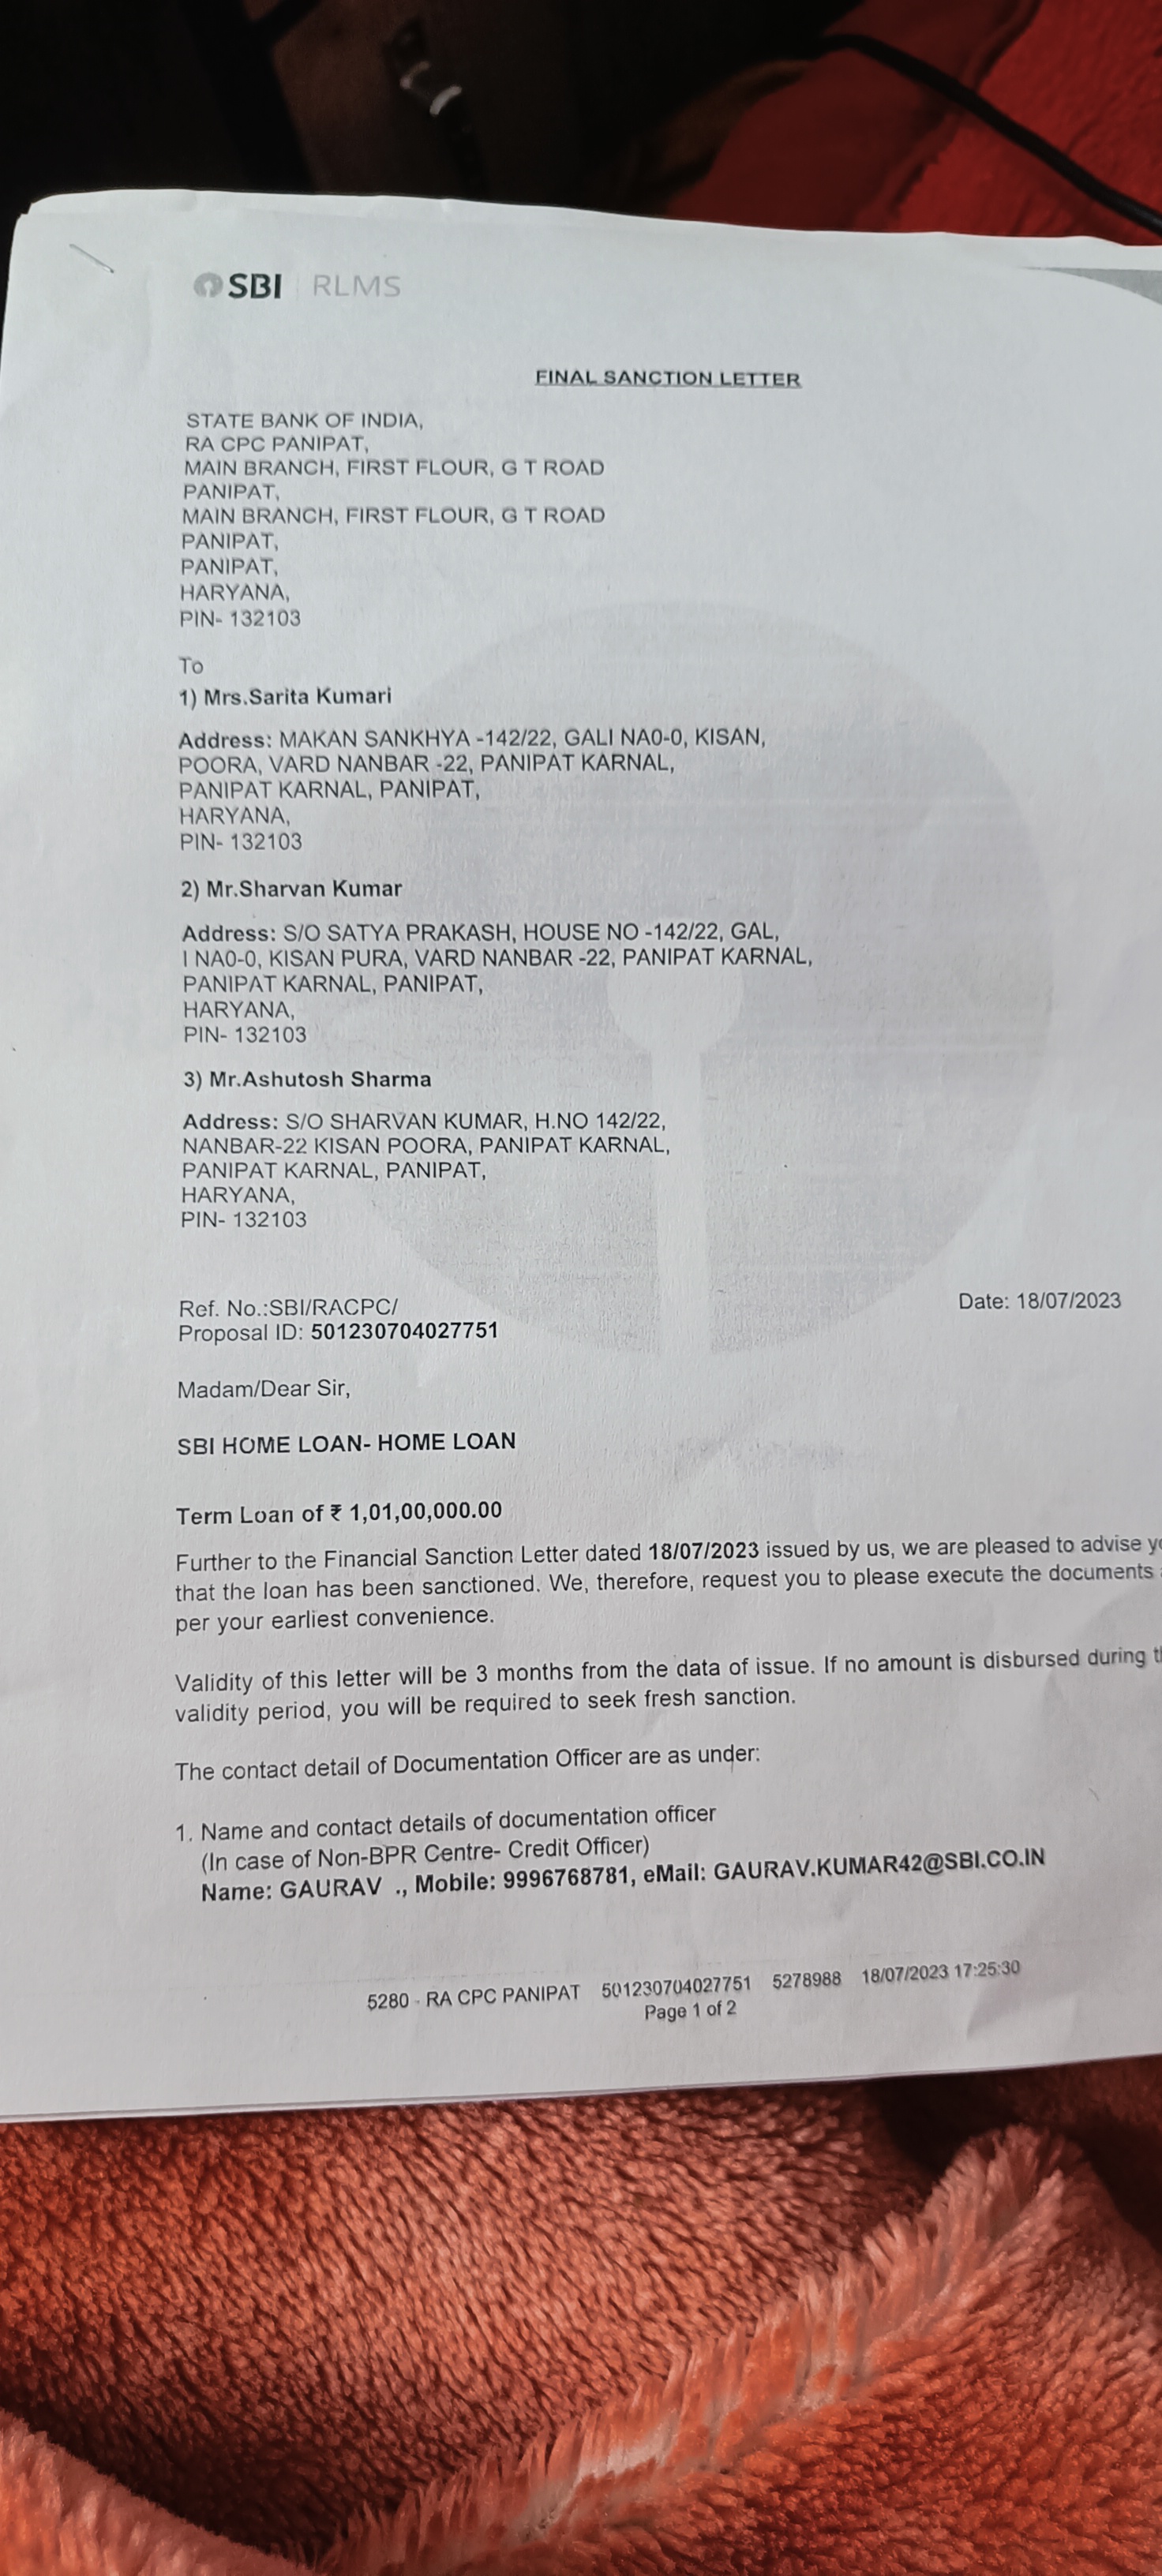 SBI RLMS
FINAL SANCTION LETTER
STATE BANK OF INDIA,
RA CPC PANIPAT,
MAIN BRANCH, FIRST FLOUR, G T ROAD
PANIPAT,
MAIN BRANCH, FIRST FLOUR, G T ROAD
PANIPAT,
PANIPAT,
HARYANA,
PIN- 132103
To
1) Mrs.Sarita Kumari
Address: MAKAN SANKHYA -142/22, GALI NA0-0, KISAN,
POORA, VARD NANBAR -22, PANIPAT KARNAL,
PANIPAT KARNAL, PANIPAT,
HARYANA,
PIN- 132103
2) Mr.Sharvan Kumar
Address: S/O SATYA PRAKASH, HOUSE NO -142/22, GAL,
I NA0-0, KISAN PURA, VARD NANBAR -22, PANIPAT KARNAL,
PANIPAT KARNAL, PANIPAT,
HARYANA,
PIN- 132103
3) Mr.Ashutosh Sharma
Address: S/O SHARVAN KUMAR, H.NO 142/22,
NANBAR-22 KISAN POORA, PANIPAT KARNAL,
PANIPAT KARNAL, PANIPAT,
HARYANA,
PIN- 132103
Ref. No.:SBI/RACPC/ Date: 18/07/2023
Proposal ID: 501230704027751
Madam/Dear Sir,
SBI HOME LOAN- HOME LOAN
Term Loan of ₹ 1,01,00,000.00
Further to the Financial Sanction Letter dated 18/07/2023 issued by us, we are pleased to advise
that the loan has been sanctioned. We, therefore, request you to please execute the documents
per your earliest convenience.
Validity of this letter will be 3 months from the data of issue. If no amount is disbursed during
validity period, you will be required to seek fresh sanction.
The contact detail of Documentation Officer are as under:
1. Name and contact details of documentation officer
(In case of Non-BPR Centre- Credit Officer)
Name: GAURAV ., Mobile: 9996768781, eMail: GAURAV.KUMAR42@SBI.CO.IN
5280 - RA CPC PANIPAT 501230704027751 5278988 18/07/2023 17:25:30
Page 1 of 2